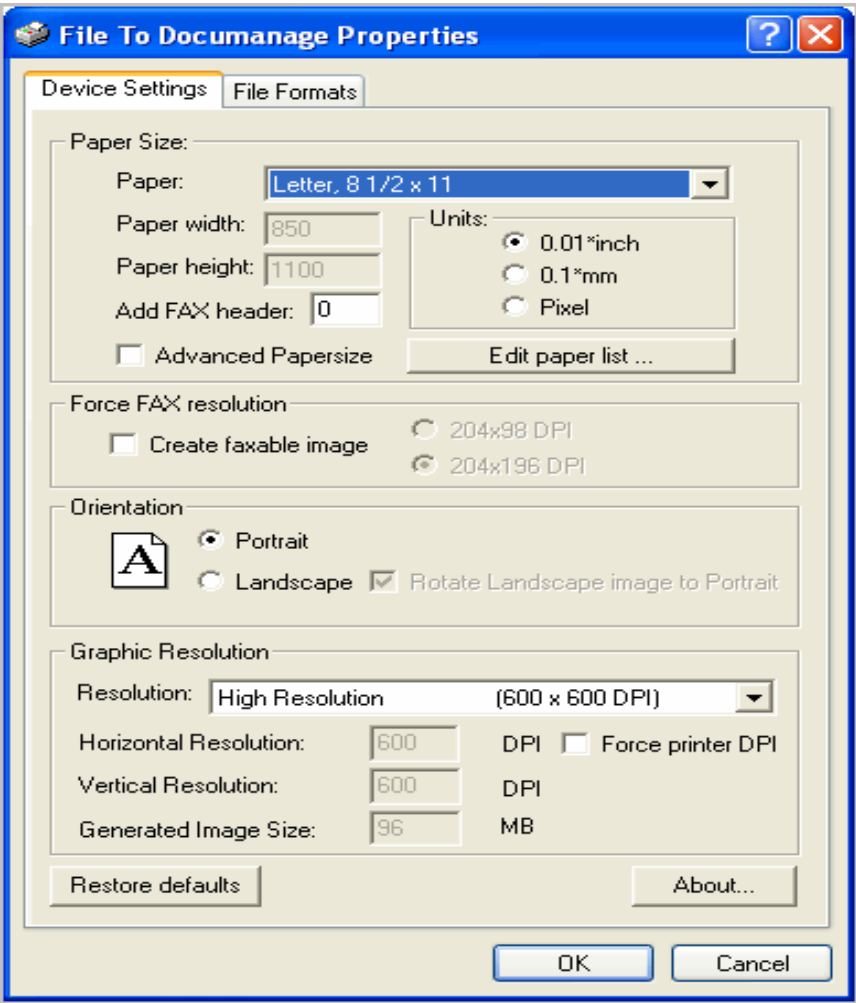 File To Documanage Properties
Device Settings File Formats
Paper Size:
Paper: Letter, 8 1/2 x 11
Paper width: 850 Units:
0.01*inch
Paper height: 1100 0.1*mm
Add FAX header: 0 Pixel
Advanced Papersize Edit paper list ...
Force FAX resolution
Create faxable image 204x98 DPI
204x196 DPI
Orientation
A Portrait
Landscape Rotate Landscape image to Portrait
Graphic Resolution
Resolution: High Resolution (600 x 600 DPI)
Horizontal Resolution: 600 DPI Force printer DPI
Vertical Resolution: 600 DPI
Generated Image Size: 96 MB
Restore defaults About...
OK Cancel